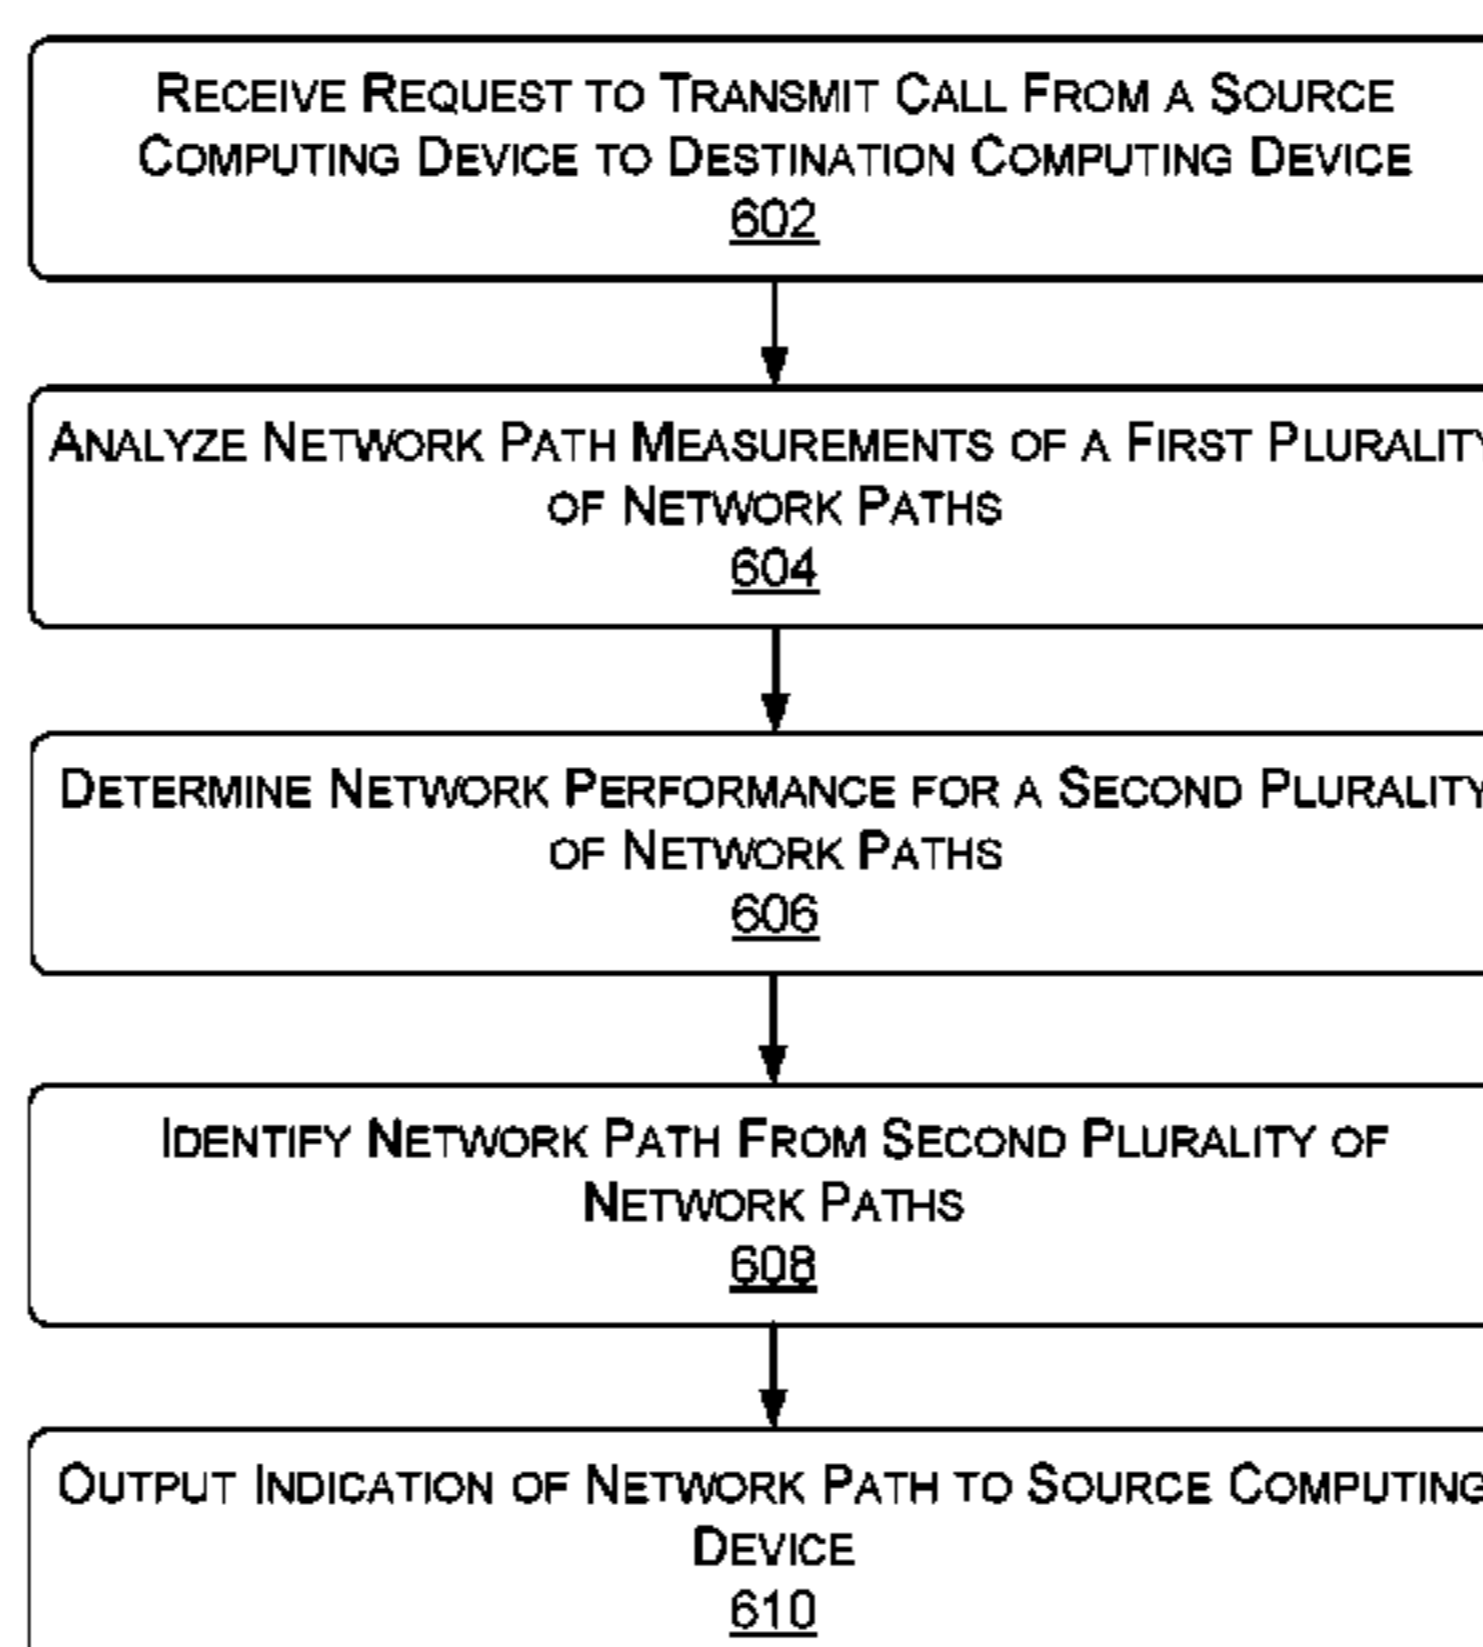 RECEIVE REQUEST TO TRANSMIT CALL FROM A SOURCE
COMPUTING DEVICE TO DESTINATION COMPUTING DEVICE
602
ANALYZE NETWORK PATH MEASUREMENTS OF A FIRST PLURALITY
OF NETWORK PATHS
604
DETERMINE NETWORK PERFORMANCE FOR A SECOND PLURALITY
OF NETWORK PATHS
606
IDENTIFY NETWORK PATH FROM SECOND PLURALITY OF
NETWORK PATHS
608
OUTPUT INDICATION OF NETWORK PATH TO SOURCE COMPUTING
DEVICE
610